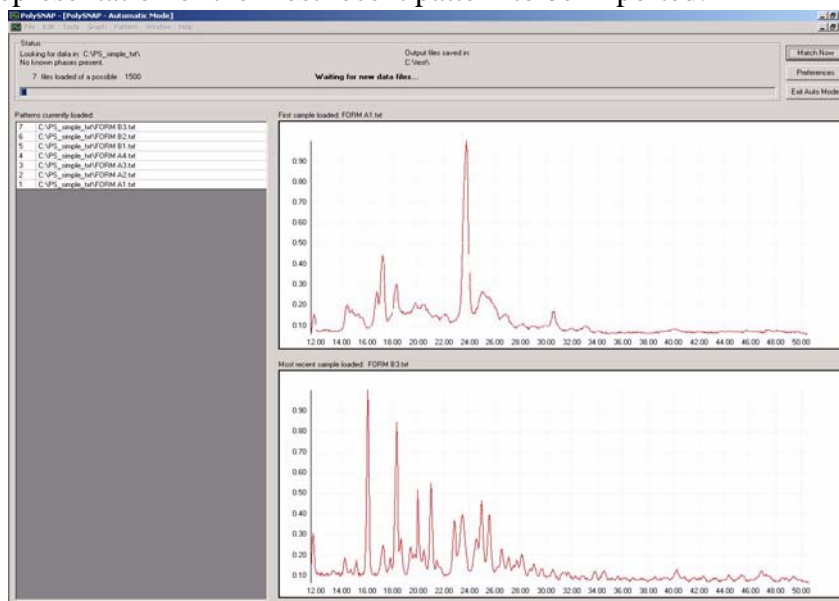 epresentation of the most recent pattern to be imported.
PolySNAP - [PolySNAP - Automatic Mode]
File Edit Tools Graph Pattern Window Help
Status
Looking for data in: C:\PS_simple_txt\
No known phases present.
7 files loaded of a possible 1500
Output files saved in:
C:\test\
Waiting for new data files...
Match Now
Preferences
Exit Auto Mode
Patterns currently loaded:
7 C:\PS_simple_txt\FORM B3.txt
6 C:\PS_simple_txt\FORM B2.txt
5 C:\PS_simple_txt\FORM B1.txt
4 C:\PS_simple_txt\FORM A4.txt
3 C:\PS_simple_txt\FORM A3.txt
2 C:\PS_simple_txt\FORM A2.txt
1 C:\PS_simple_txt\FORM A1.txt
First sample loaded: FORM A1.txt
0.90
0.80
0.70
0.60
0.50
0.40
0.30
0.20
0.10
12.00 14.00 16.00 18.00 20.00 22.00 24.00 26.00 28.00 30.00 32.00 34.00 36.00 38.00 40.00 42.00 44.00 46.00 48.00 50.00
Most recent sample loaded: FORM B3.txt
0.90
0.80
0.70
0.60
0.50
0.40
0.30
0.20
0.10
12.00 14.00 16.00 18.00 20.00 22.00 24.00 26.00 28.00 30.00 32.00 34.00 36.00 38.00 40.00 42.00 44.00 46.00 48.00 50.00